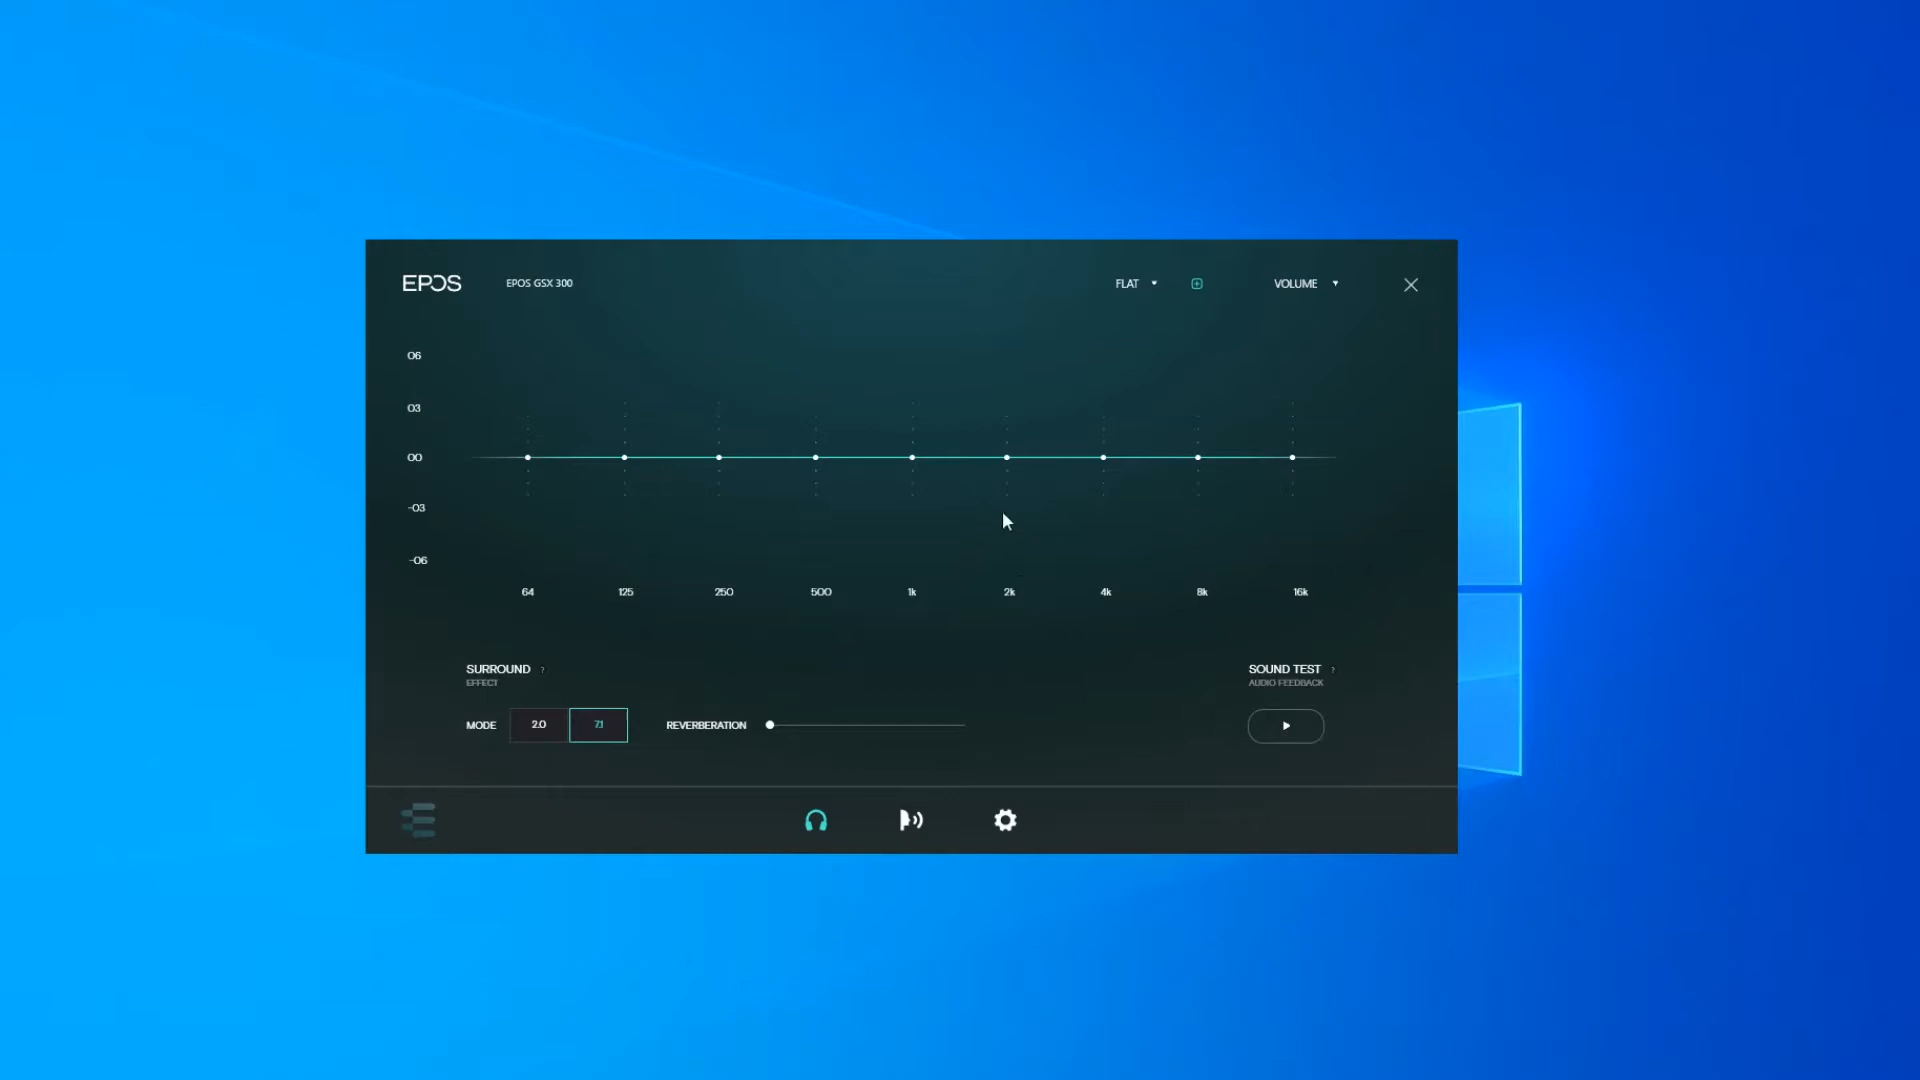 EPOS
EPOS GSX 300
FLAT
VOLUME
06
03
00
-03
-06
64 125 250 500 1k 2k 4k 8k 16k
SURROUND ?
EFFECT
SOUND TEST ?
AUDIO FEEDBACK
MODE 2.0 7.1 REVERBERATION